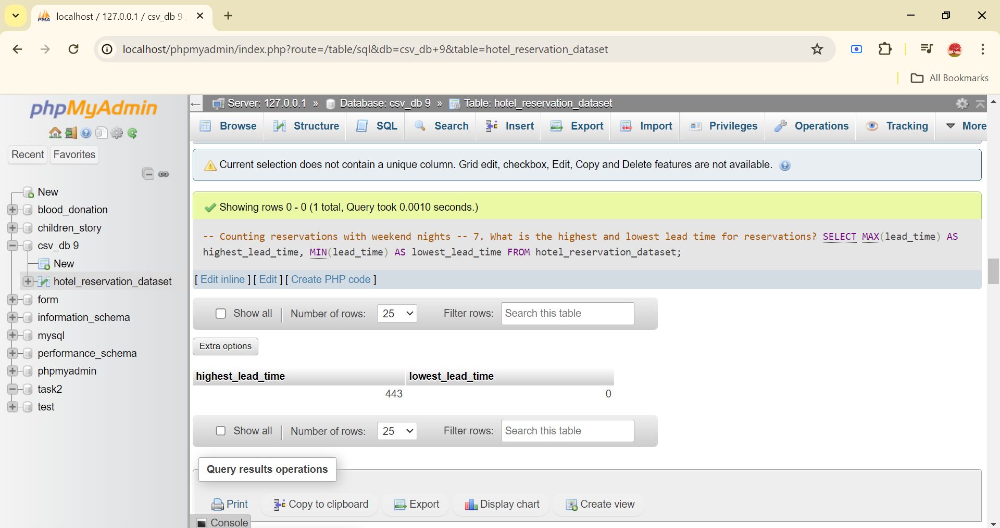 localhost / 127.0.0.1 / csv_db 9
localhost/phpmyadmin/index.php?route=/table/sql&db=csv_db+9&table=hotel_reservation_dataset
All Bookmarks
phpMyAdmin
Recent Favorites
New
blood_donation
children_story
csv_db 9
New
hotel_reservation_dataset
form
information_schema
mysql
performance_schema
phpmyadmin
task2
test
Server: 127.0.0.1 » Database: csv_db 9 » Table: hotel_reservation_dataset
Browse Structure SQL Search Insert Export Import Privileges Operations Tracking More
Current selection does not contain a unique column. Grid edit, checkbox, Edit, Copy and Delete features are not available.
Showing rows 0 - 0 (1 total, Query took 0.0010 seconds.)
-- Counting reservations with weekend nights -- 7. What is the highest and lowest lead time for reservations? SELECT MAX(lead_time) AS
highest_lead_time, MIN(lead_time) AS lowest_lead_time FROM hotel_reservation_dataset;
[ Edit inline ] [ Edit ] [ Create PHP code ]
Show all | Number of rows: 25 Filter rows: Search this table
Extra options
highest_lead_time lowest_lead_time
443 0
Show all | Number of rows: 25 Filter rows: Search this table
Query results operations
Print Copy to clipboard Export Display chart Create view
Console